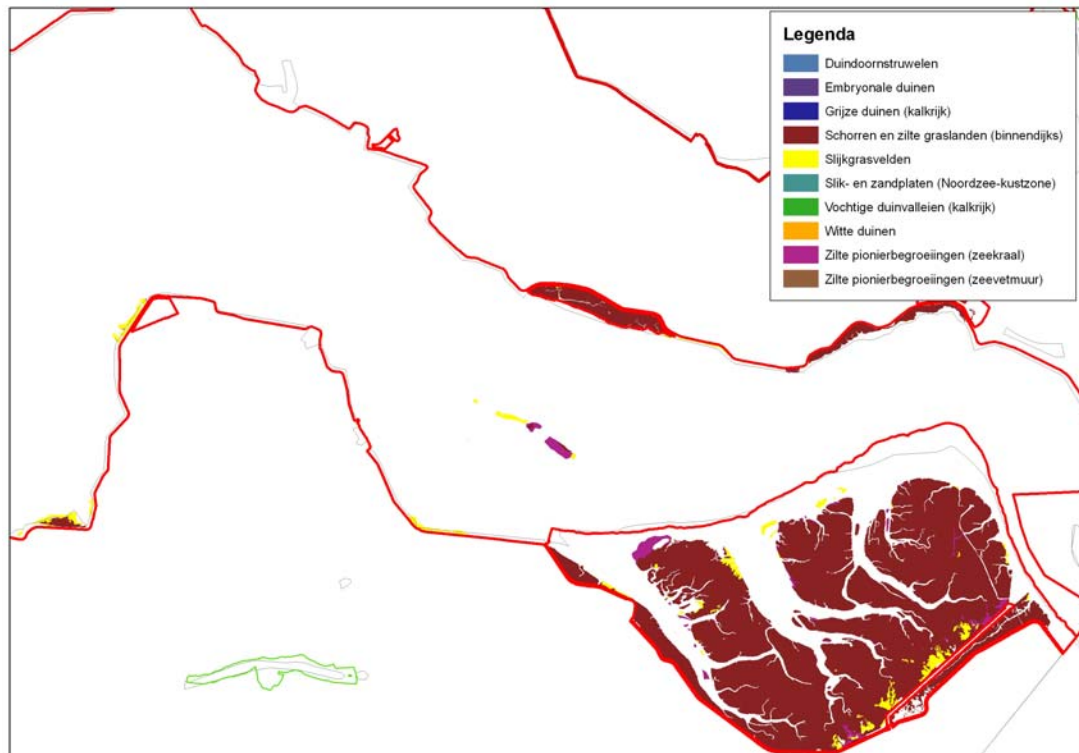 Legenda
Duindoornstruwelen
Embryonale duinen
Grijze duinen (kalkrijk)
Schorren en zilte graslanden (binnendijks)
Slijkgrasvelden
Slik- en zandplaten (Noordzee-kustzone)
Vochtige duinvalleien (kalkrijk)
Witte duinen
Zilte pionierbegroeiingen (zeekraal)
Zilte pionierbegroeiingen (zeevetmuur)